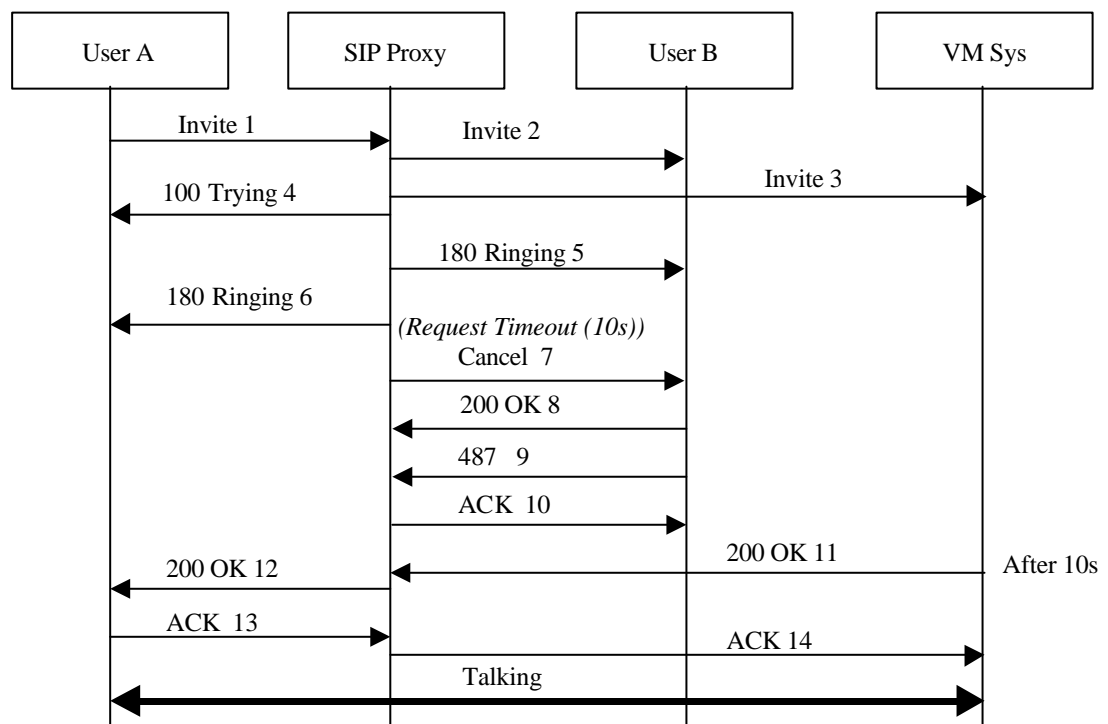 User A
SIP Proxy
User B
VM Sys
Invite 1
Invite 2
Invite 3
100 Trying 4
180 Ringing 5
180 Ringing 6
(Request Timeout (10s))
Cancel 7
200 OK 8
487 9
ACK 10
200 OK 11
After 10s
200 OK 12
ACK 13
ACK 14
Talking